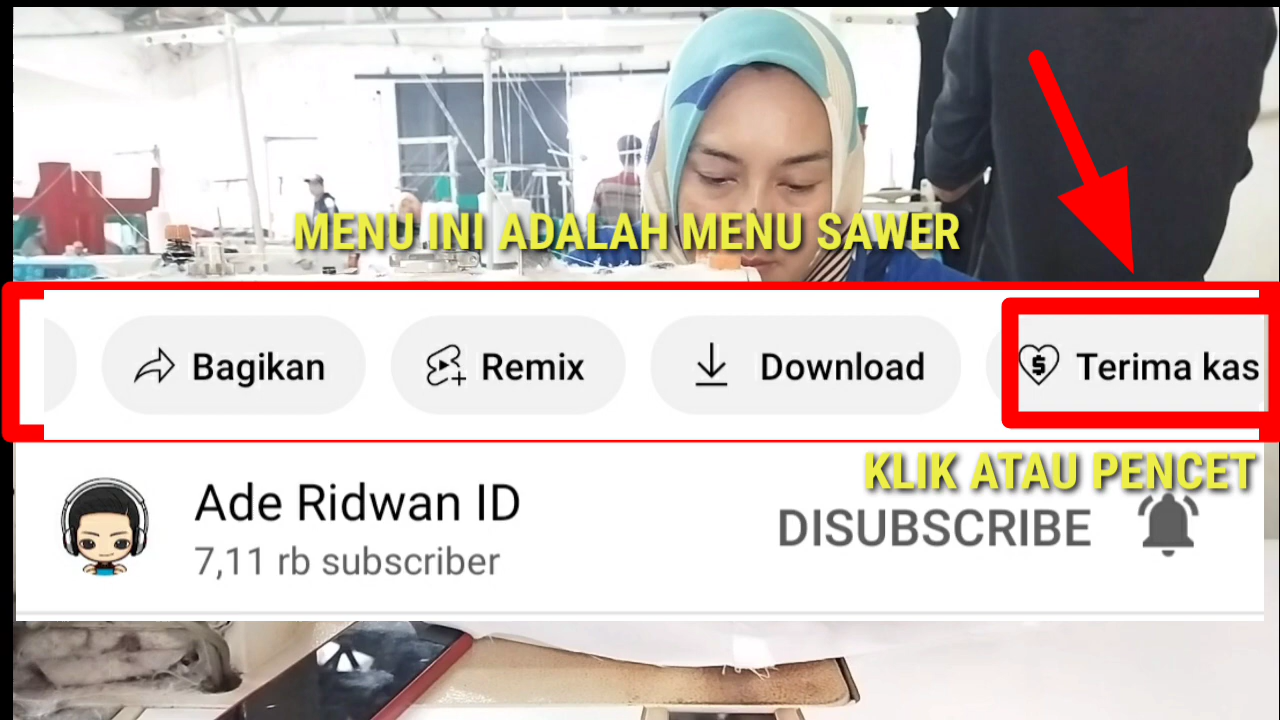 MENU INI ADALAH MENU SAWER
Bagikan Remix Download Terima kas
KLIK ATAU PENCET
Ade Ridwan ID
DISUBSCRIBE
7,11 rb subscriber